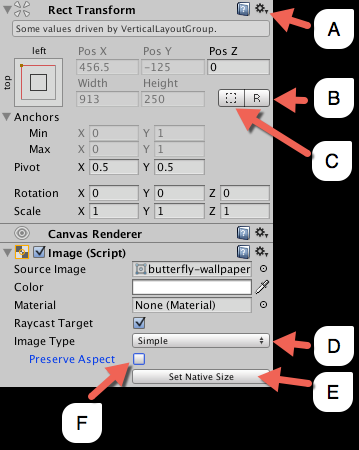 Rect Transform
A
Some values driven by VerticalLayoutGroup.
left Pos X Pos Y Pos Z
top 456.5 -125 0
Width Height
913 250 R B
Anchors
Min X 0 Y 1
Max X 0 Y 1
C
Pivot X 0.5 Y 0.5
Rotation X 0 Y 0 Z 0
Scale X 1 Y 1 Z 1
Canvas Renderer
Image (Script)
Source Image butterfly-wallpaper
Color
Material None (Material)
Raycast Target
Image Type Simple D
Preserve Aspect
Set Native Size E
F